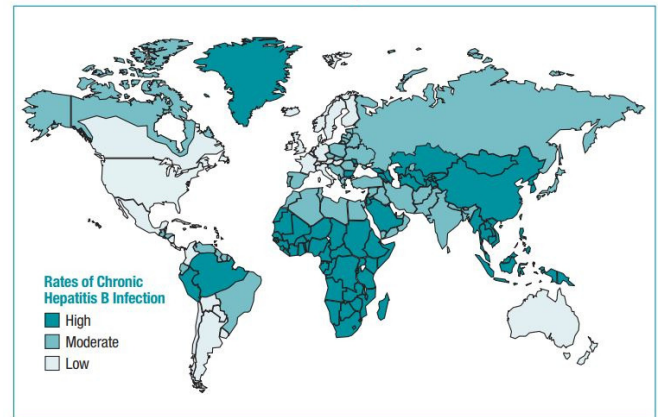 Rates of Chronic
Hepatitis B Infection
High
Moderate
Low